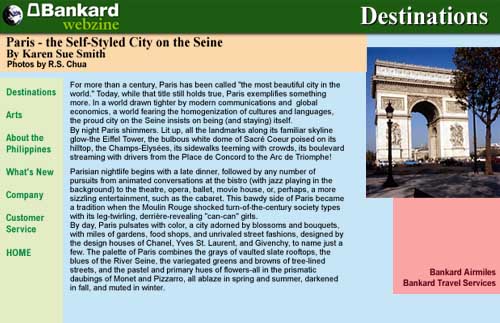 Bankard
webzine
Destinations
Paris - the Self-Styled City on the Seine
By Karen Sue Smith
Photos by R.S. Chua
Destinations
Arts
About the
Philippines
What's New
Company
Customer
Service
HOME
For more than a century, Paris has been called "the most beautiful city in the
world." Today, while that title still holds true, Paris exemplifies something
more. In a world drawn tighter by modern communications and global
economics, a world fearing the homogenization of cultures and languages,
the proud city on the Seine insists on being (and staying) itself.
By night Paris shimmers. Lit up, all the landmarks along its familiar skyline
glow-the Eiffel Tower, the bulbous white dome of Sacré Coeur poised on its
hilltop, the Champs-Elysées, its sidewalks teeming with crowds, its boulevard
streaming with drivers from the Place de Concord to the Arc de Triomphe!
Parisian nightlife begins with a late dinner, followed by any number of
pursuits from animated conversations at the bistro (with jazz playing in the
background) to the theatre, opera, ballet, movie house, or, perhaps, a more
sizzling entertainment, such as the cabaret. This bawdy side of Paris became
a tradition when the Moulin Rouge shocked turn-of-the-century society types
with its leg-twirling, derrière-revealing "can-can" girls.
By day, Paris pulsates with color, a city adorned by blossoms and bouquets,
with miles of gardens, food shops, and unrivaled street fashions, designed by
the design houses of Chanel, Yves St. Laurent, and Givenchy, to name just a
few. The palette of Paris combines the grays of vaulted slate rooftops, the
blues of the River Seine, the variegated greens and browns of tree-lined
streets, and the pastel and primary hues of flowers-all in the prismatic
daubings of Monet and Pizzarro, all ablaze in spring and summer, darkened
in fall, and muted in winter.
Bankard Airmiles
Bankard Travel Services